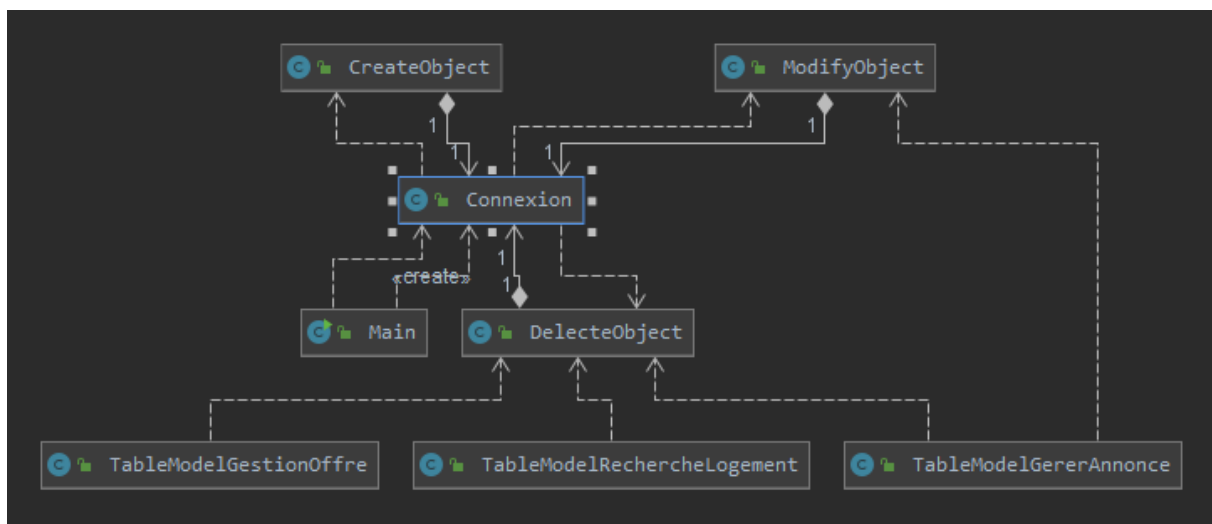 CreateObject
ModifyObject
1
1
1
1
Connexion
1
«create»
1
Main
DelecteObject
TableModelGestionOffre
TableModelRechercheLogement
TableModelGererAnnonce